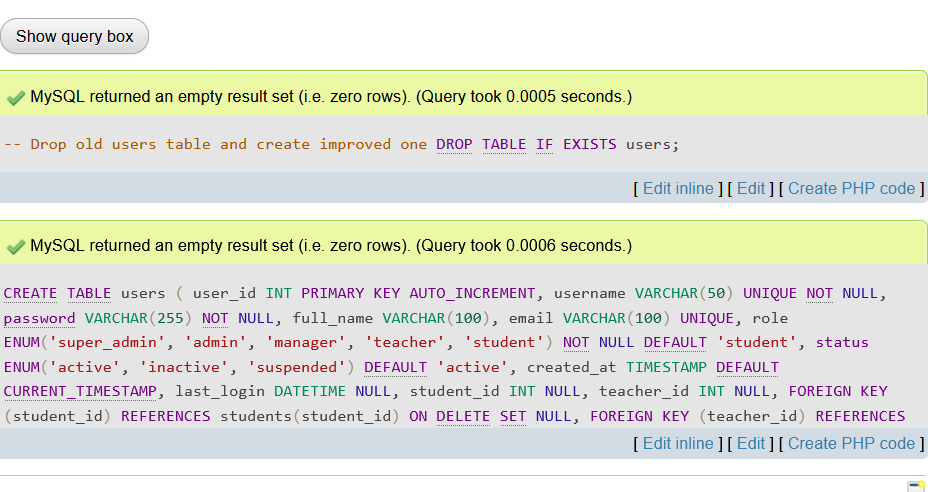 Show query box
MySQL returned an empty result set (i.e. zero rows). (Query took 0.0005 seconds.)
-- Drop old users table and create improved one DROP TABLE IF EXISTS users;
[ Edit inline ] [ Edit ] [ Create PHP code ]
MySQL returned an empty result set (i.e. zero rows). (Query took 0.0006 seconds.)
CREATE TABLE users ( user_id INT PRIMARY KEY AUTO_INCREMENT, username VARCHAR(50) UNIQUE NOT NULL,
password VARCHAR(255) NOT NULL, full_name VARCHAR(100), email VARCHAR(100) UNIQUE, role
ENUM('super_admin', 'admin', 'manager', 'teacher', 'student') NOT NULL DEFAULT 'student', status
ENUM('active', 'inactive', 'suspended') DEFAULT 'active', created_at TIMESTAMP DEFAULT
CURRENT_TIMESTAMP, last_login DATETIME NULL, student_id INT NULL, teacher_id INT NULL, FOREIGN KEY
(student_id) REFERENCES students(student_id) ON DELETE SET NULL, FOREIGN KEY (teacher_id) REFERENCES
[ Edit inline ] [ Edit ] [ Create PHP code ]